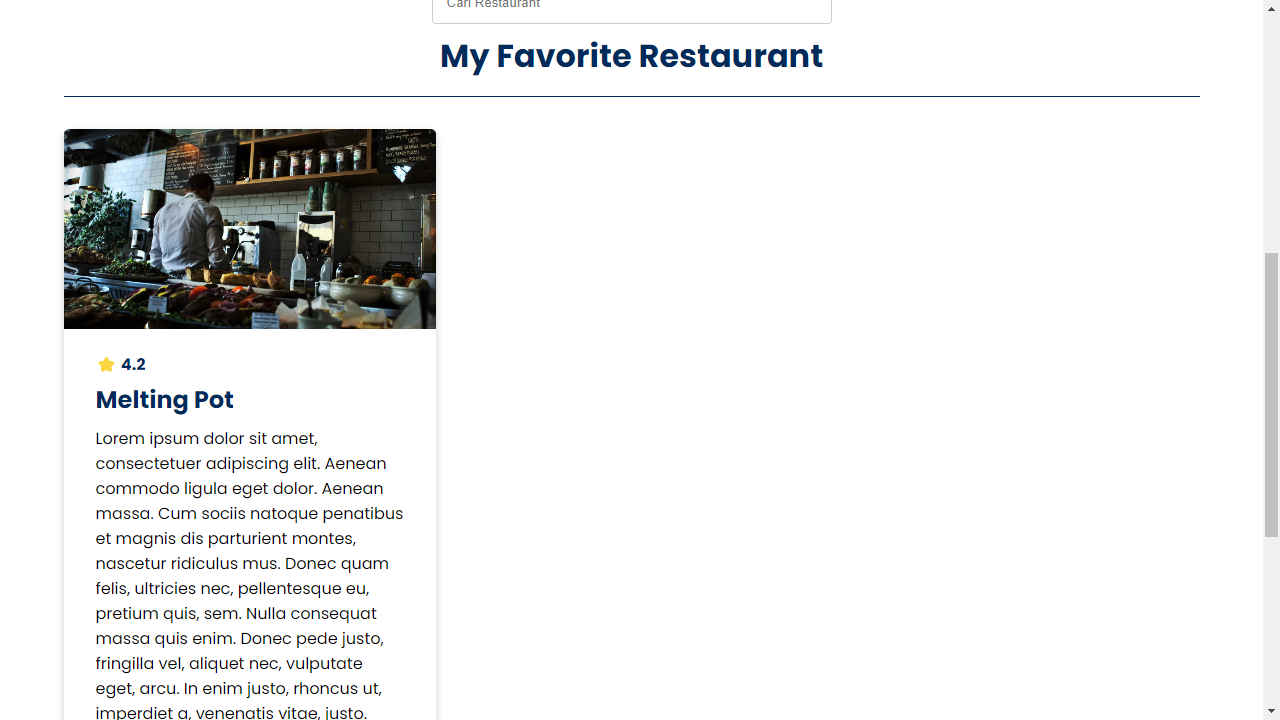 Cari Restaurant
My Favorite Restaurant
4.2
Melting Pot
Lorem ipsum dolor sit amet,
consectetuer adipiscing elit. Aenean
commodo ligula eget dolor. Aenean
massa. Cum sociis natoque penatibus
et magnis dis parturient montes,
nascetur ridiculus mus. Donec quam
felis, ultricies nec, pellentesque eu,
pretium quis, sem. Nulla consequat
massa quis enim. Donec pede justo,
fringilla vel, aliquet nec, vulputate
eget, arcu. In enim justo, rhoncus ut,
imperdiet a, venenatis vitae, justo.